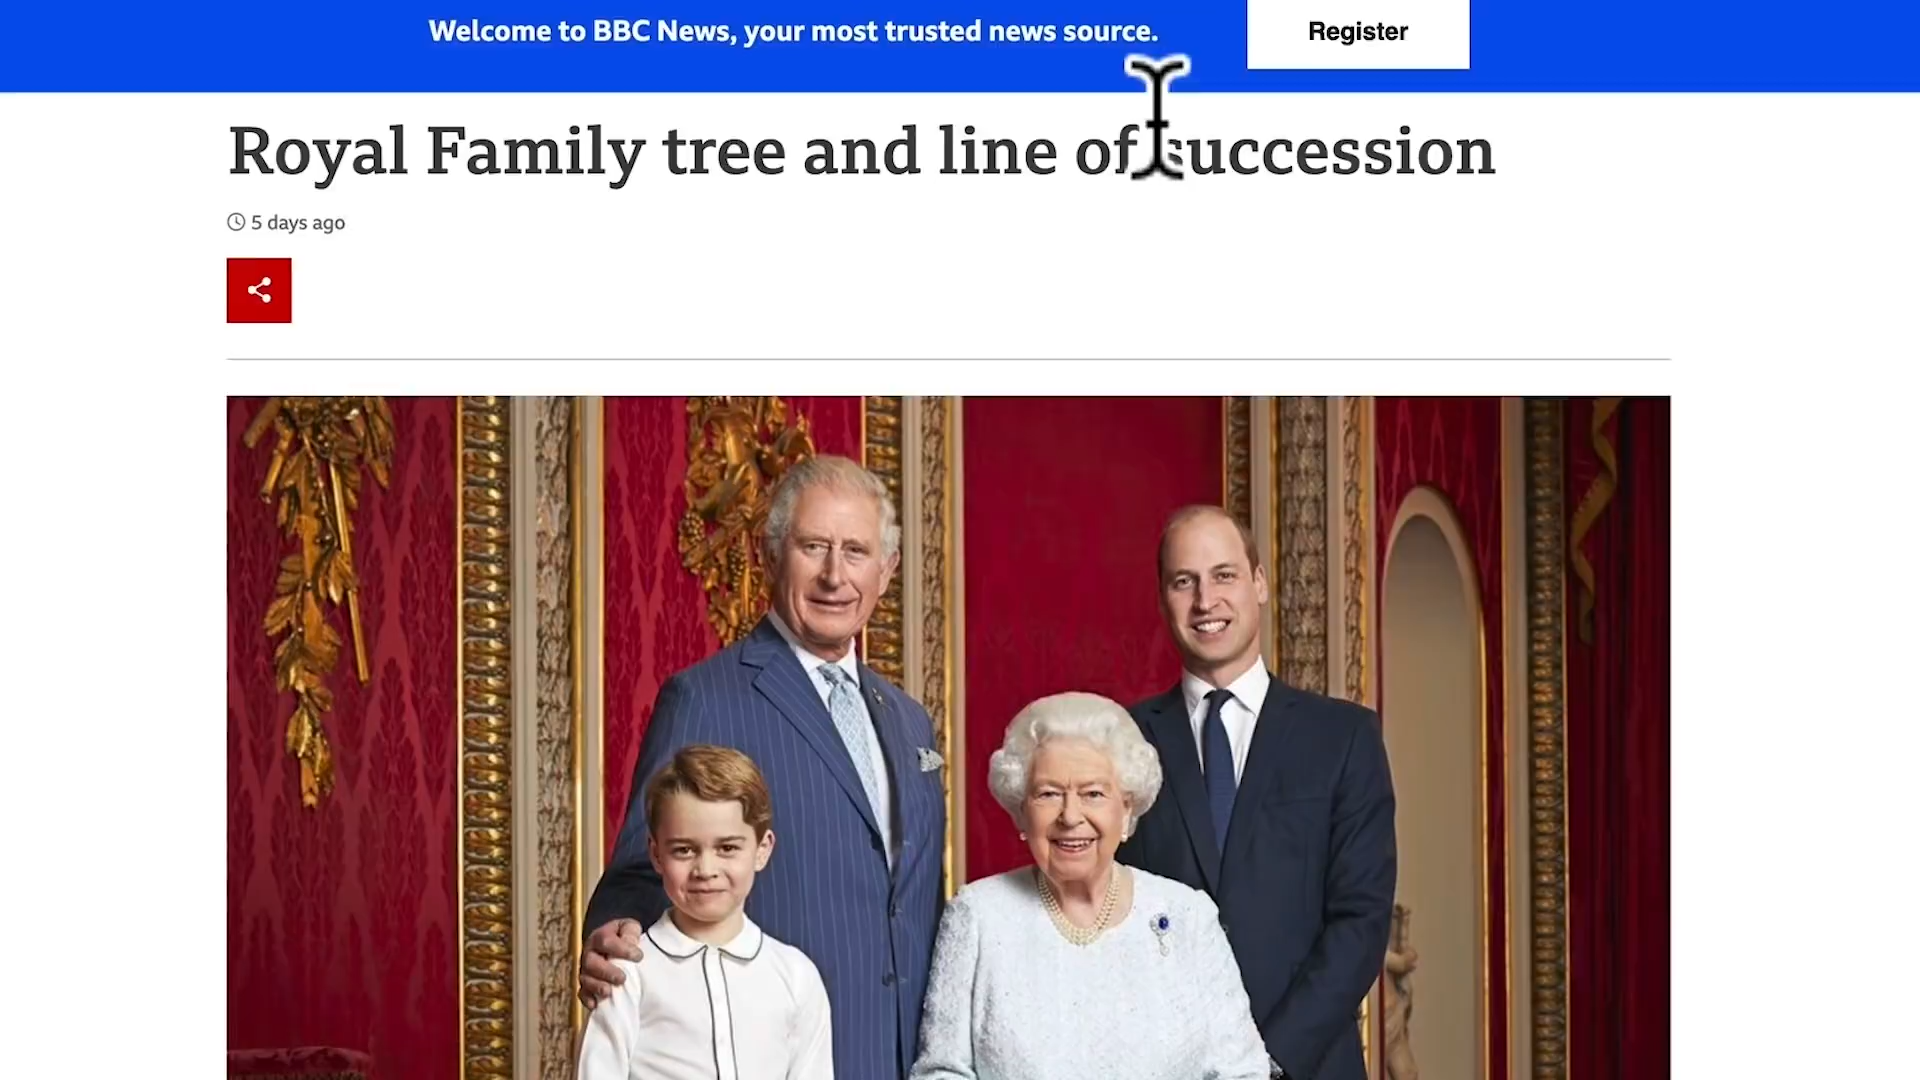 Welcome to BBC News, your most trusted news source.
Register
Royal Family tree and line of succession
5 days ago